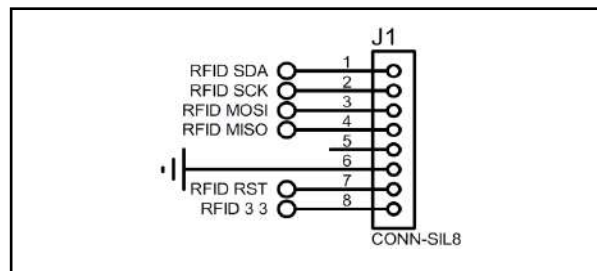 J1
RFID SDA 1
RFID SCK 2
RFID MOSI 3
RFID MISO 4
5
6
RFID RST 7
RFID 3 3 8
CONN-SIL8